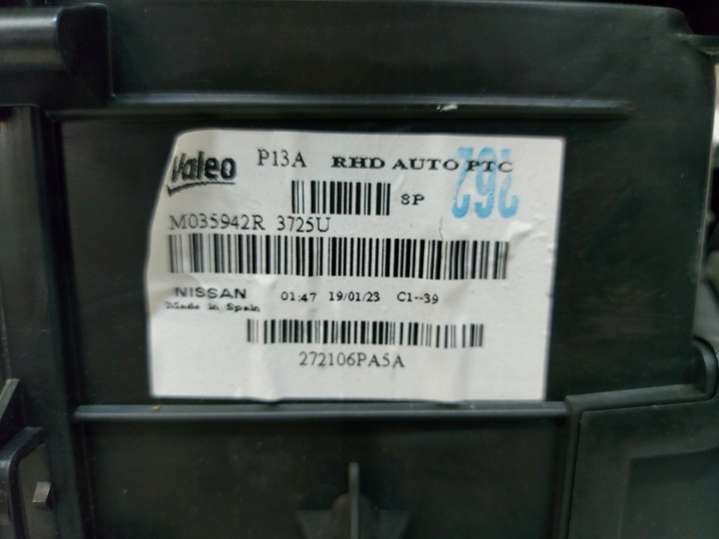 Valeo P13A RHD AUTO PTC
262
SP
M035942R 3725U
NISSAN 01:47 19/01/23 C1--39
Made in Spain
272106PA5A